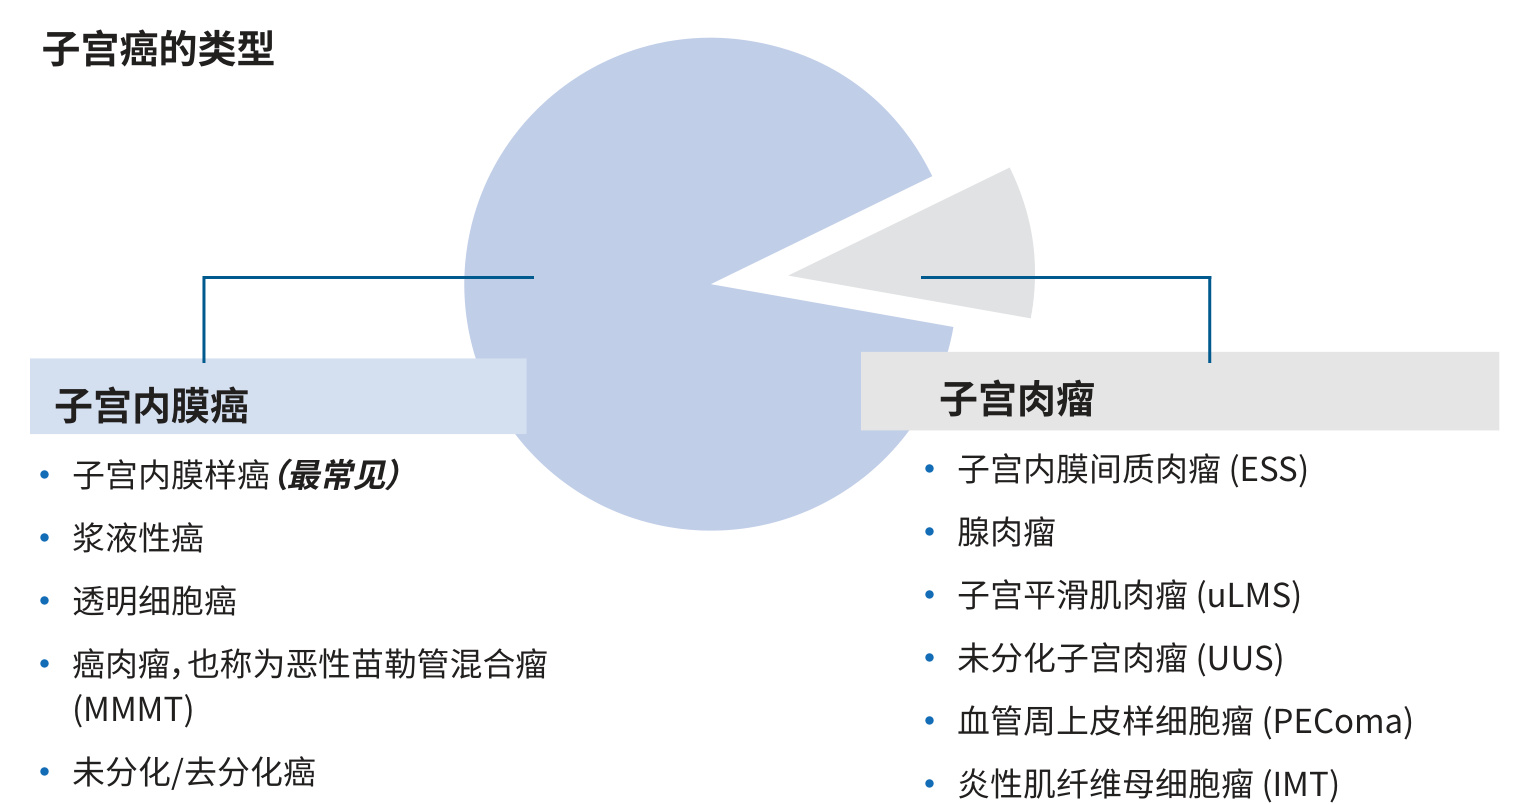 子宫癌的类型
子宫内膜癌
• 子宫内膜样癌（最常见）
• 浆液性癌
• 透明细胞癌
• 癌肉瘤，也称为恶性苗勒管混合瘤
(MMMT)
• 未分化/去分化癌
子宫肉瘤
• 子宫内膜间质肉瘤 (ESS)
• 腺肉瘤
• 子宫平滑肌肉瘤 (uLMS)
• 未分化子宫肉瘤 (UUS)
• 血管周上皮样细胞瘤 (PEComa)
• 炎性肌纤维母细胞瘤 (IMT)